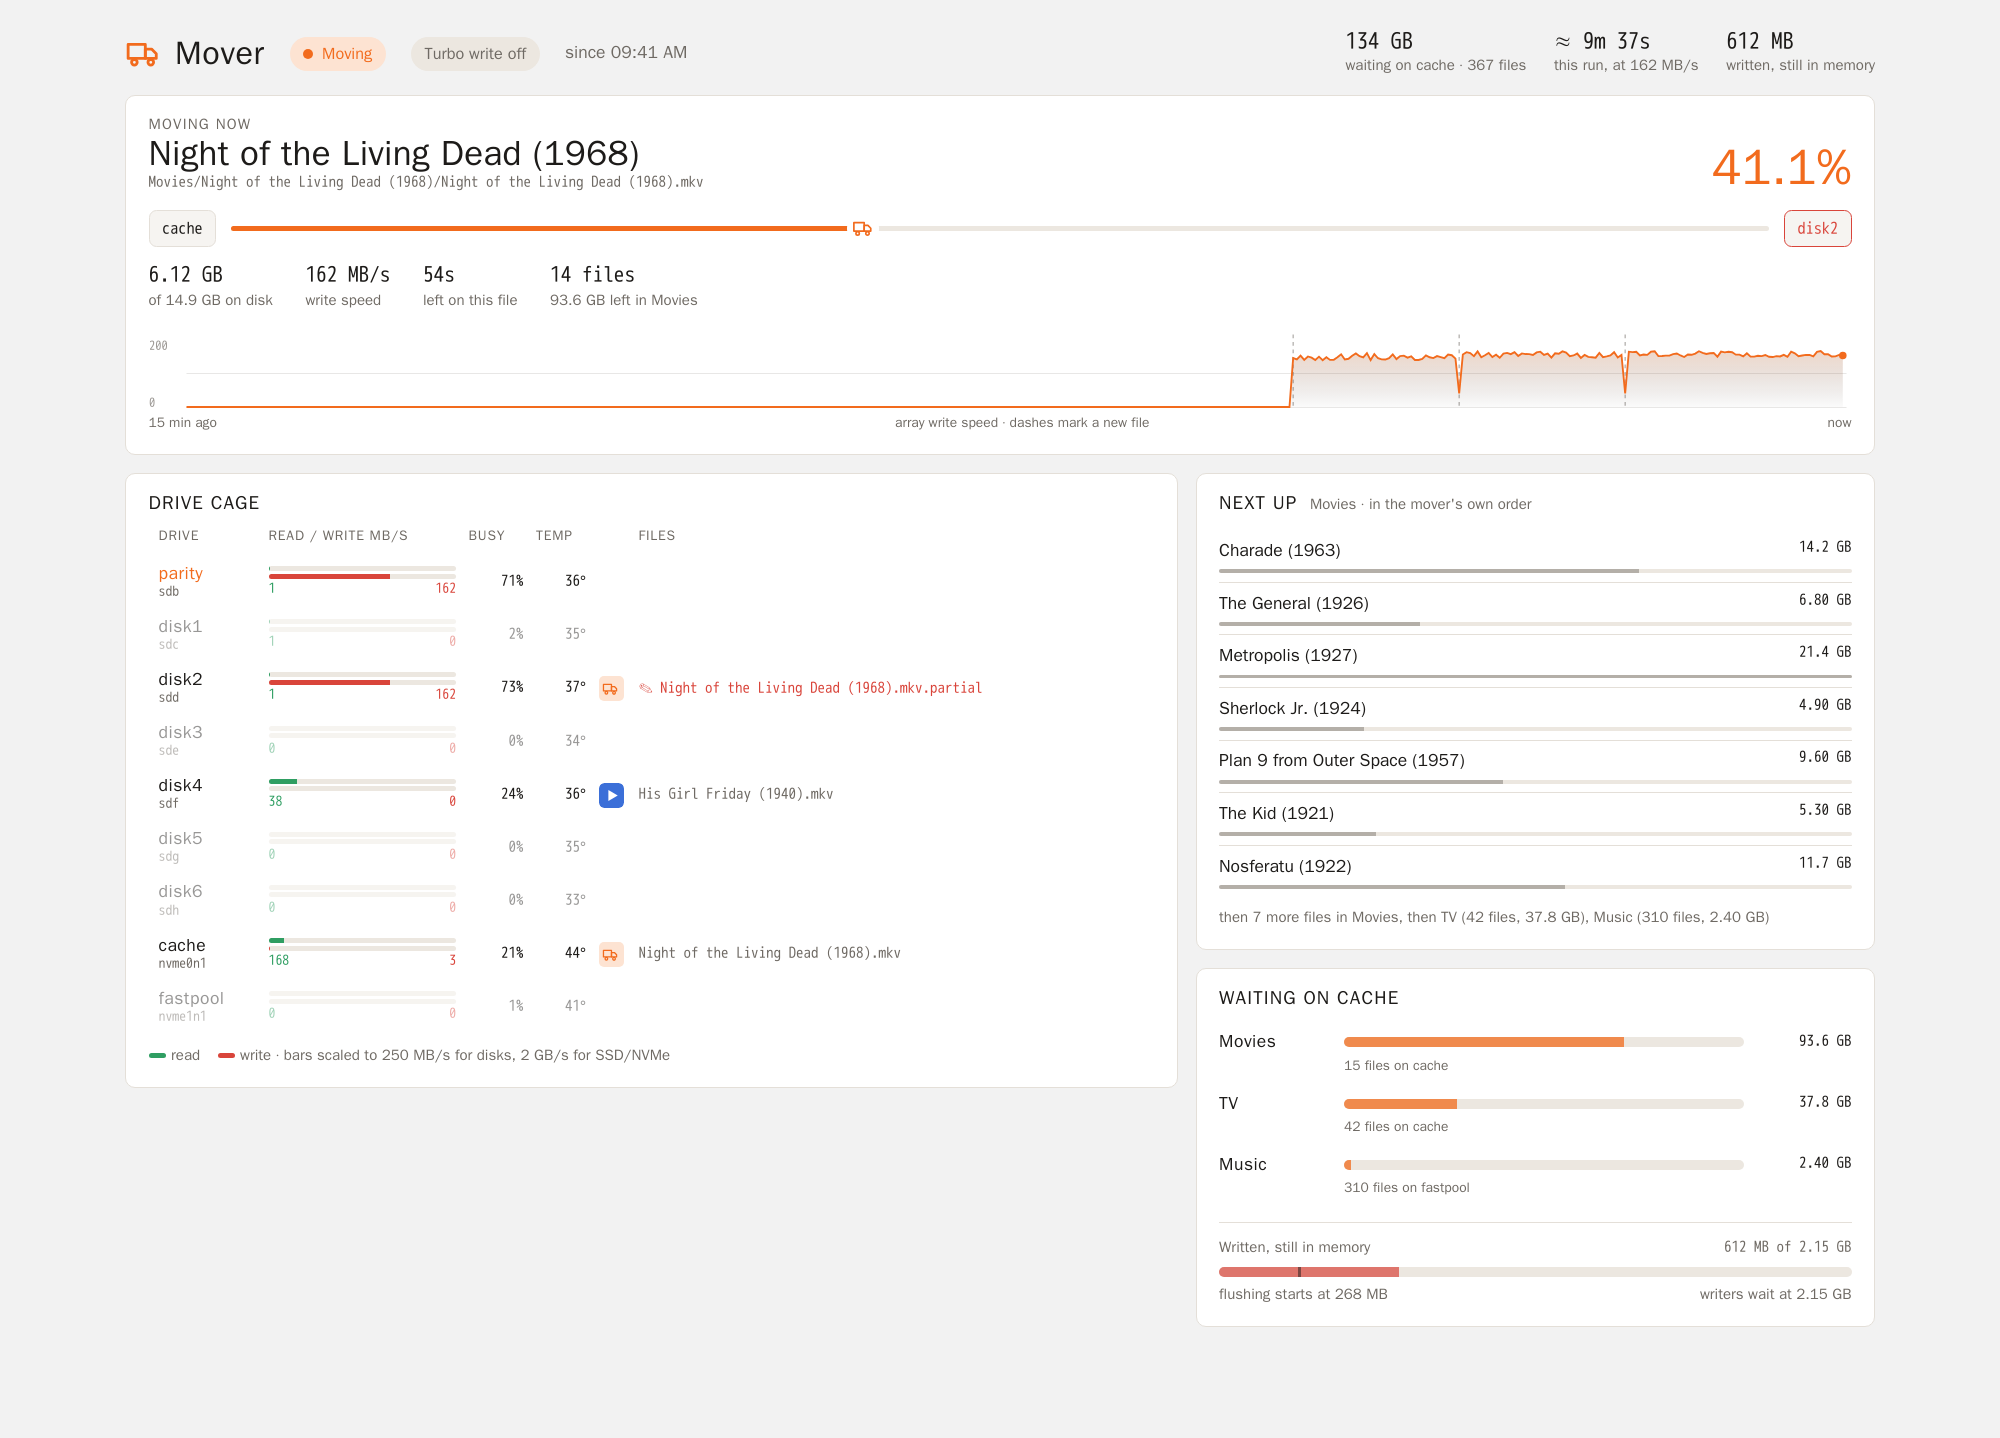 Mover
Moving
Turbo write off
since 09:41 AM
134 GB
waiting on cache · 367 files
≈ 9m 37s
this run, at 162 MB/s
612 MB
written, still in memory
MOVING NOW
Night of the Living Dead (1968)
Movies/Night of the Living Dead (1968)/Night of the Living Dead (1968).mkv
41.1%
cache
disk2
6.12 GB
of 14.9 GB on disk
162 MB/s
write speed
54s
left on this file
14 files
93.6 GB left in Movies
200
0
15 min ago
array write speed · dashes mark a new file
now
DRIVE CAGE
DRIVE READ / WRITE MB/S BUSY TEMP FILES
parity
sdb
1 162 71% 36°
disk1
sdc
1 0 2% 35°
disk2
sdd
1 162 73% 37° ✎ Night of the Living Dead (1968).mkv.partial
disk3
sde
0 0 0% 34°
disk4
sdf
38 0 24% 36° His Girl Friday (1940).mkv
disk5
sdg
0 0 0% 35°
disk6
sdh
0 0 0% 33°
cache
nvme0n1
168 3 21% 44° Night of the Living Dead (1968).mkv
fastpool
nvme1n1
0 0 1% 41°
read write · bars scaled to 250 MB/s for disks, 2 GB/s for SSD/NVMe
NEXT UP Movies · in the mover's own order
Charade (1963) 14.2 GB
The General (1926) 6.80 GB
Metropolis (1927) 21.4 GB
Sherlock Jr. (1924) 4.90 GB
Plan 9 from Outer Space (1957) 9.60 GB
The Kid (1921) 5.30 GB
Nosferatu (1922) 11.7 GB
then 7 more files in Movies, then TV (42 files, 37.8 GB), Music (310 files, 2.40 GB)
WAITING ON CACHE
Movies 93.6 GB
15 files on cache
TV 37.8 GB
42 files on cache
Music 2.40 GB
310 files on fastpool
Written, still in memory 612 MB of 2.15 GB
flushing starts at 268 MB writers wait at 2.15 GB